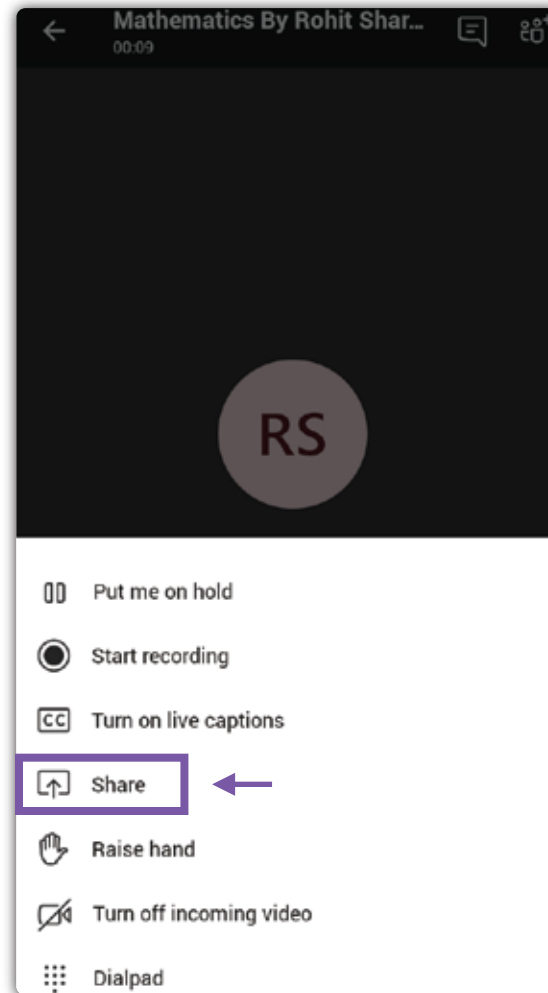 Mathematics By Rohit Shar...
00:09
RS
Put me on hold
Start recording
CC Turn on live captions
Share
Raise hand
Turn off incoming video
Dialpad